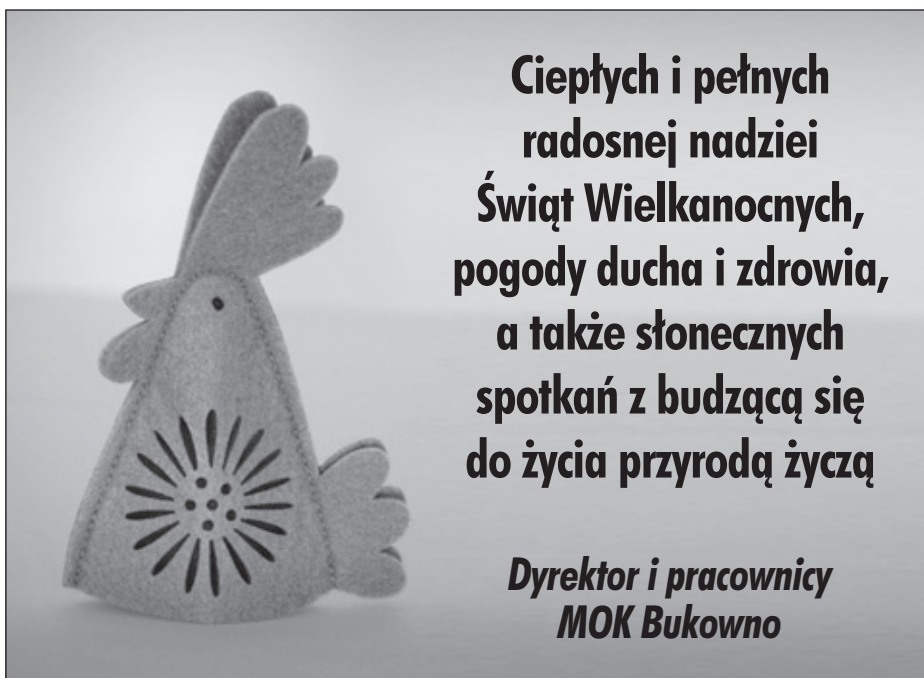 Ciepłych i pełnych
radosnej nadziei
Świąt Wielkanocnych,
pogody ducha i zdrowia,
a także słonecznych
spotkań z budzącą się
do życia przyrodą życzą
Dyrektor i pracownicy
MOK Bukowno